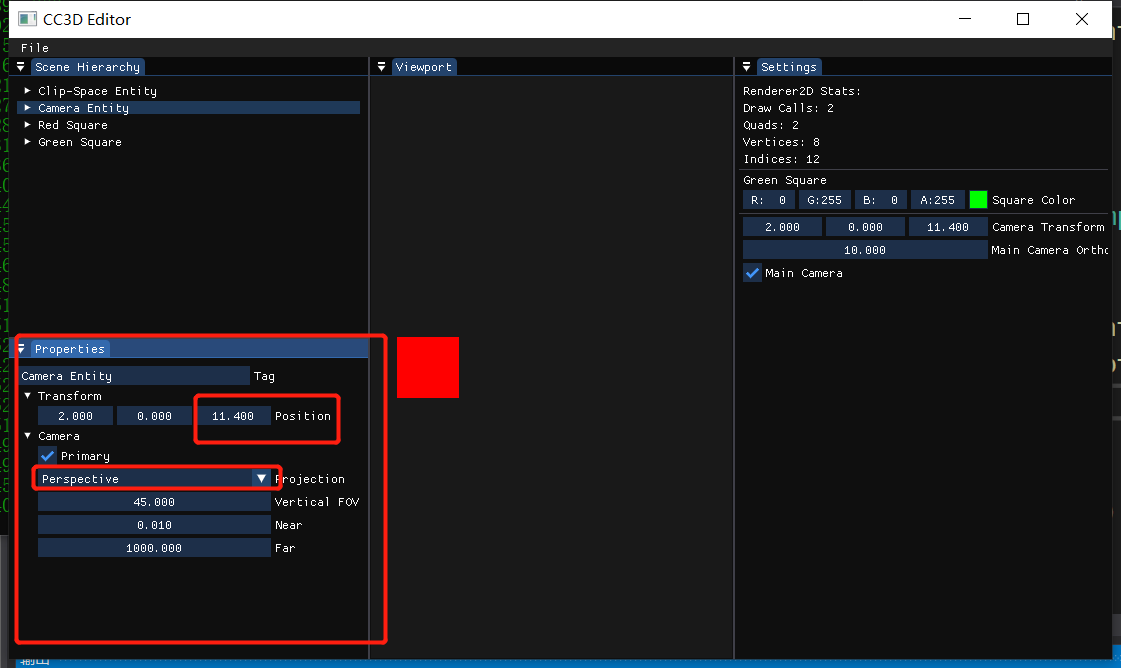 CC3D Editor
File
Scene Hierarchy
Clip-Space Entity
Camera Entity
Red Square
Green Square
Properties
Camera Entity Tag
Transform
2.000 0.000 11.400 Position
Camera
Primary
Perspective Projection
45.000 Vertical FOV
0.010 Near
1000.000 Far
Viewport
Settings
Renderer2D Stats:
Draw Calls: 2
Quads: 2
Vertices: 8
Indices: 12
Green Square
R: 0 G:255 B: 0 A:255 Square Color
2.000 0.000 11.400 Camera Transform
10.000 Main Camera Ortho
Main Camera
输出